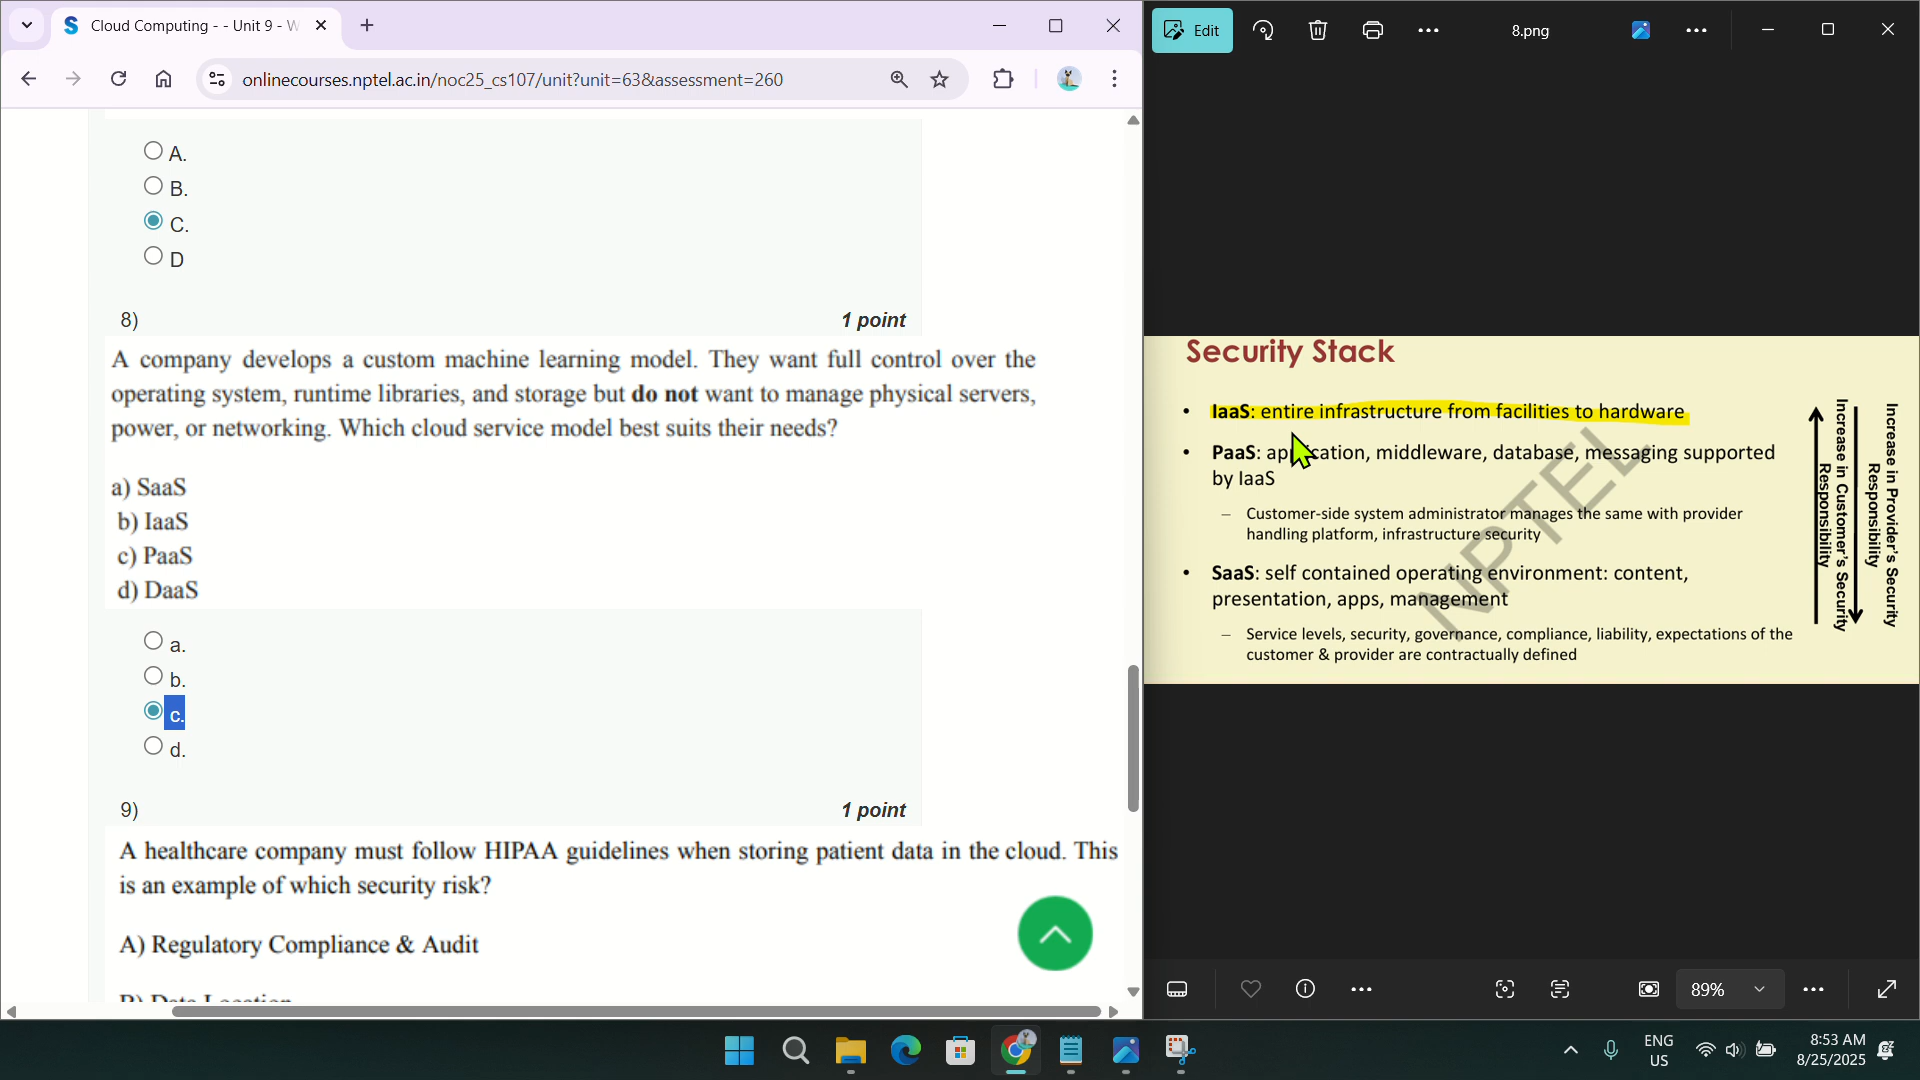 Cloud Computing - - Unit 9 - W
onlinecourses.nptel.ac.in/noc25_cs107/unit?unit=63&assessment=260
A.
B.
C.
D
8)
1 point
A company develops a custom machine learning model. They want full control over the
operating system, runtime libraries, and storage but do not want to manage physical servers,
power, or networking. Which cloud service model best suits their needs?
a) SaaS
b) IaaS
c) PaaS
d) DaaS
a.
b.
c.
d.
9)
1 point
A healthcare company must follow HIPAA guidelines when storing patient data in the cloud. This
is an example of which security risk?
A) Regulatory Compliance & Audit
B) Data Location
Edit
8.png
Security Stack
• IaaS: entire infrastructure from facilities to hardware
• PaaS: application, middleware, database, messaging supported
by IaaS
– Customer-side system administrator manages the same with provider
handling platform, infrastructure security
• SaaS: self contained operating environment: content,
presentation, apps, management
– Service levels, security, governance, compliance, liability, expectations of the
customer & provider are contractually defined
Increase in Customer's Security
Responsibility
Increase in Provider's Security
Responsibility
NPTEL
89%
ENG
US
8:53 AM
8/25/2025